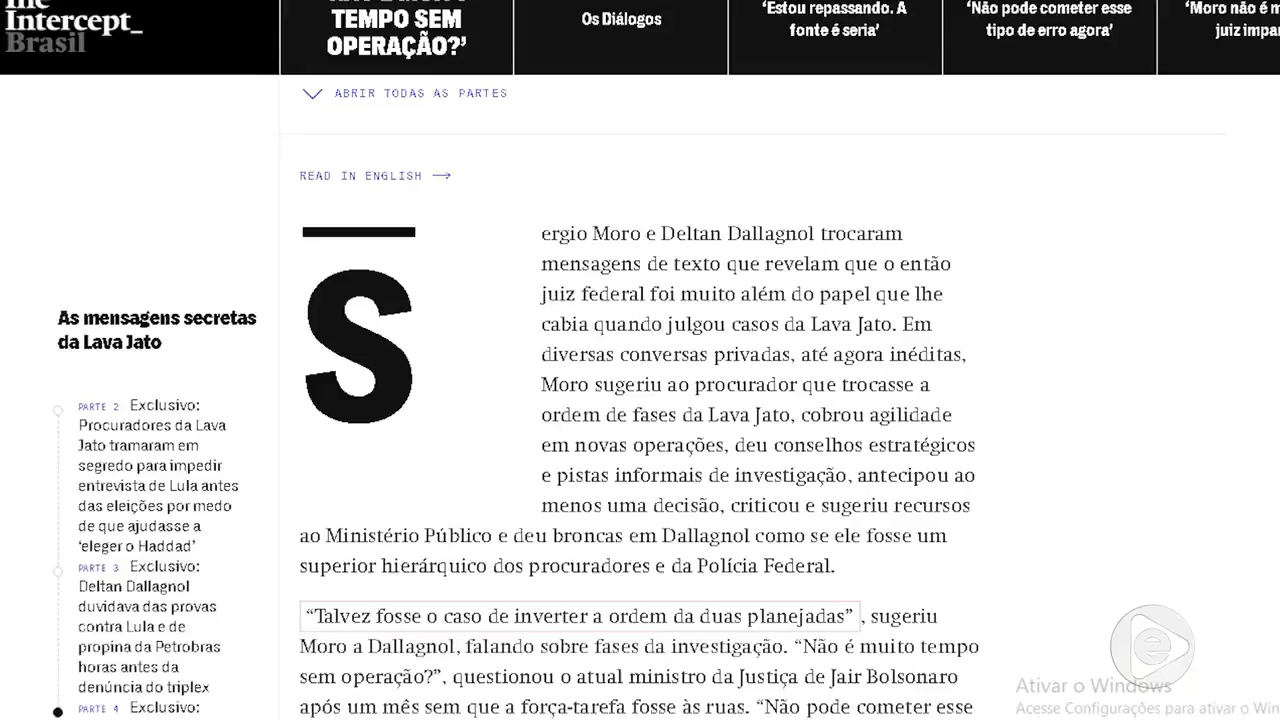 The
Intercept_
Brasil
TEMPO SEM
OPERAÇÃO?’
Os Diálogos
‘Estou repassando. A
fonte é seria’
‘Não pode cometer esse
tipo de erro agora’
‘Moro não é
juiz
ABRIR TODAS AS PARTES
READ IN ENGLISH
As mensagens secretas
da Lava Jato
PARTE 2 Exclusivo:
Procuradores da Lava
Jato tramaram em
segredo para impedir
entrevista de Lula antes
das eleições por medo
de que ajudasse a
‘eleger o Haddad’
PARTE 3 Exclusivo:
Deltan Dallagnol
duvidava das provas
contra Lula e de
propina da Petrobras
horas antes da
denúncia do triplex
PARTE 4 Exclusivo:
S
ergio Moro e Deltan Dallagnol trocaram
mensagens de texto que revelam que o então
juiz federal foi muito além do papel que lhe
cabia quando julgou casos da Lava Jato. Em
diversas conversas privadas, até agora inéditas,
Moro sugeriu ao procurador que trocasse a
ordem de fases da Lava Jato, cobrou agilidade
em novas operações, deu conselhos estratégicos
e pistas informais de investigação, antecipou ao
menos uma decisão, criticou e sugeriu recursos
ao Ministério Público e deu broncas em Dallagnol como se ele fosse um
superior hierárquico dos procuradores e da Polícia Federal.
“Talvez fosse o caso de inverter a ordem da duas planejadas”, sugeriu
Moro a Dallagnol, falando sobre fases da investigação. “Não é muito tempo
sem operação?”, questionou o atual ministro da Justiça de Jair Bolsonaro
após um mês sem que a força-tarefa fosse às ruas. “Não pode cometer esse
e
Ativar o Windows
Acesse Configurações para ativar o Win